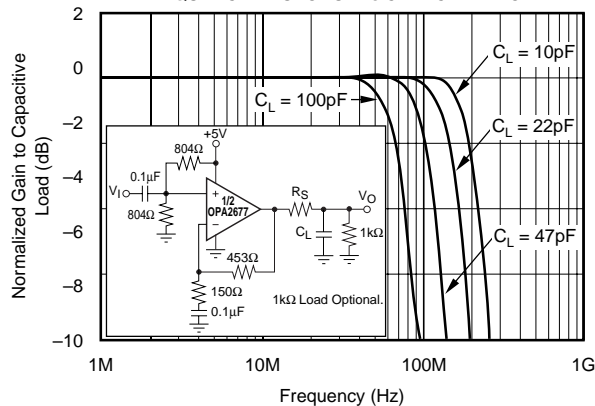 2
0
–2
–4
–6
–8
–10
Normalized Gain to Capacitive
Load (dB)
C_L = 10pF
C_L = 100pF
C_L = 22pF
C_L = 47pF
+5V
804Ω
0.1µF
V_I
804Ω
+
1/2
OPA2677
–
R_S
V_O
C_L
1kΩ
453Ω
150Ω
0.1µF
1kΩ Load Optional.
1M
10M
100M
1G
Frequency (Hz)